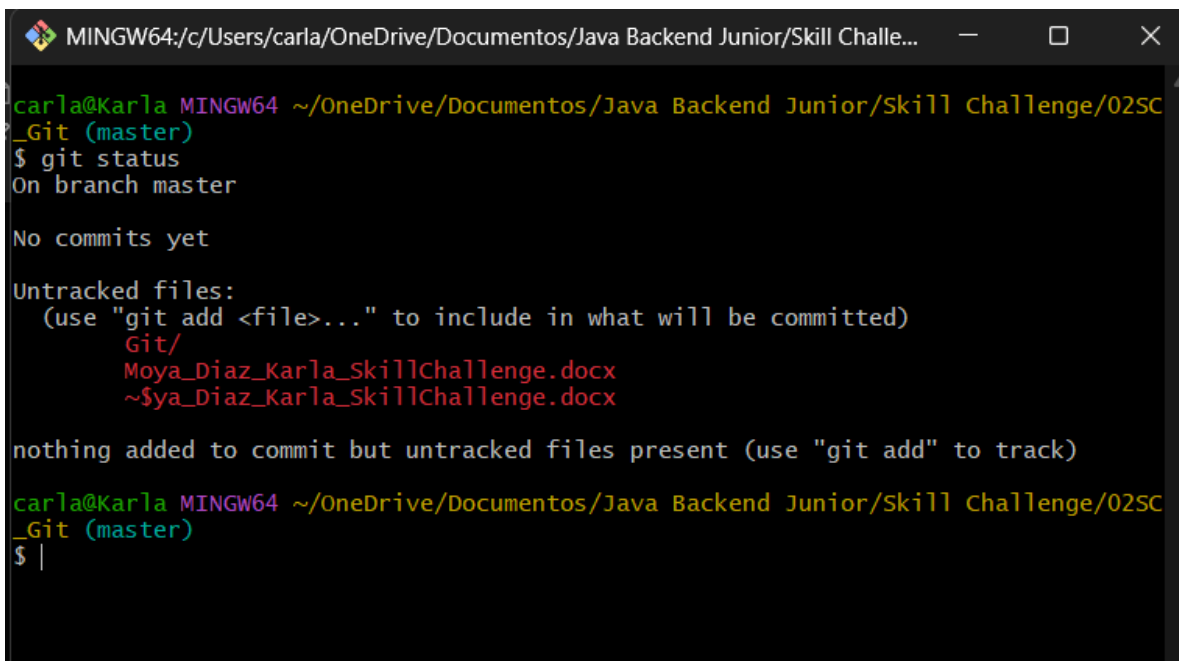 MINGW64:/c/Users/carla/OneDrive/Documentos/Java Backend Junior/Skill Challe...
carla@Karla MINGW64 ~/OneDrive/Documentos/Java Backend Junior/Skill Challenge/02SC
_Git (master)
$ git status
On branch master
No commits yet
Untracked files:
(use "git add <file>..." to include in what will be committed)
Git/
Moya_Diaz_Karla_SkillChallenge.docx
~$ya_Diaz_Karla_SkillChallenge.docx
nothing added to commit but untracked files present (use "git add" to track)
carla@Karla MINGW64 ~/OneDrive/Documentos/Java Backend Junior/Skill Challenge/02SC
_Git (master)
$